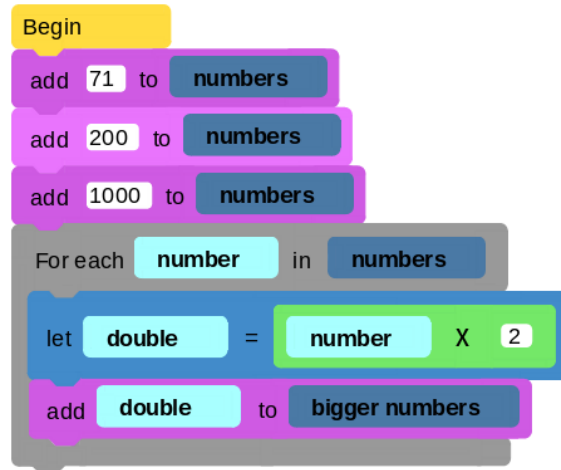 Begin
add 71 to numbers
add 200 to numbers
add 1000 to numbers
For each number in numbers
let double = number X 2
add double to bigger numbers